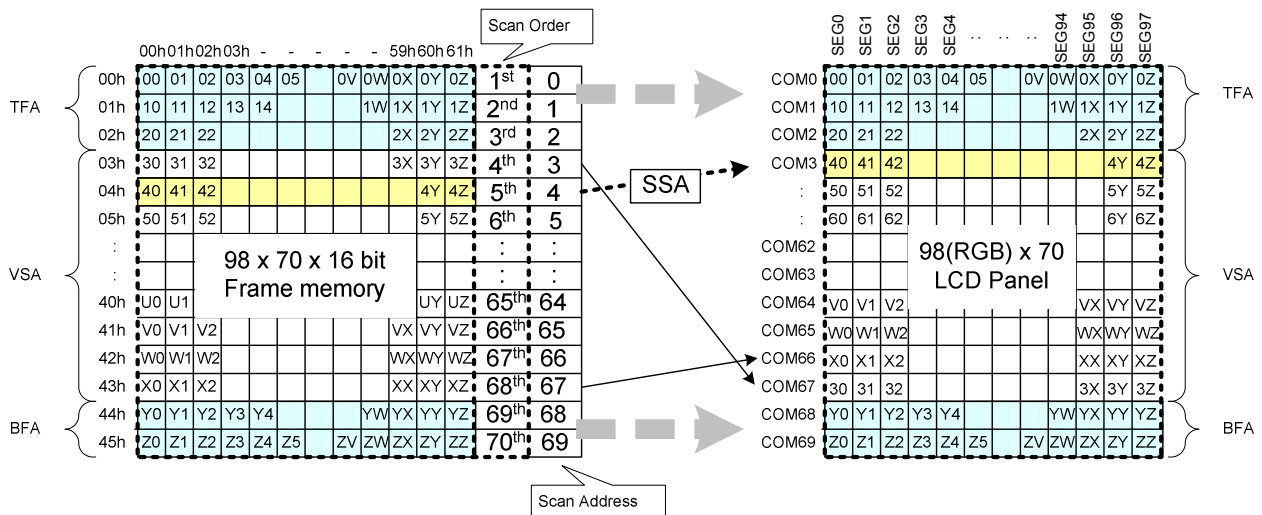 Scan Order
00h 01h 02h 03h - - - - - 59h 60h 61h
SEG0 SEG1 SEG2 SEG3 SEG4 : : : SEG94 SEG95 SEG96 SEG97
00h 00 01 02 03 04 05 0V 0W 0X 0Y 0Z 1st 0 COM0 00 01 02 03 04 05 0V 0W 0X 0Y 0Z
TFA 01h 10 11 12 13 14 1W 1X 1Y 1Z 2nd 1 COM1 10 11 12 13 14 1W 1X 1Y 1Z TFA
02h 20 21 22 2X 2Y 2Z 3rd 2 COM2 20 21 22 2X 2Y 2Z
03h 30 31 32 3X 3Y 3Z 4th 3 COM3 40 41 42 4Y 4Z
04h 40 41 42 4Y 4Z 5th 4 SSA : 50 51 52 5Y 5Z
05h 50 51 52 5Y 5Z 6th 5 : 60 61 62 6Y 6Z
: : : COM62
VSA : : : COM63 VSA
98 x 70 x 16 bit
Frame memory
98(RGB) x 70
LCD Panel
40h U0 U1 UY UZ 65th 64 COM64 V0 V1 V2 VX VY VZ
41h V0 V1 V2 VX VY VZ 66th 65 COM65 W0 W1 W2 WX WY WZ
42h W0 W1 W2 WX WY WZ 67th 66 COM66 X0 X1 X2 XX XY XZ
43h X0 X1 X2 XX XY XZ 68th 67 COM67 30 31 32 3X 3Y 3Z
44h Y0 Y1 Y2 Y3 Y4 YW YX YY YZ 69th 68 COM68 Y0 Y1 Y2 Y3 Y4 YW YX YY YZ
BFA 45h Z0 Z1 Z2 Z3 Z4 Z5 ZV ZW ZX ZY ZZ 70th 69 COM69 Z0 Z1 Z2 Z3 Z4 Z5 ZV ZW ZX ZY ZZ BFA
Scan Address